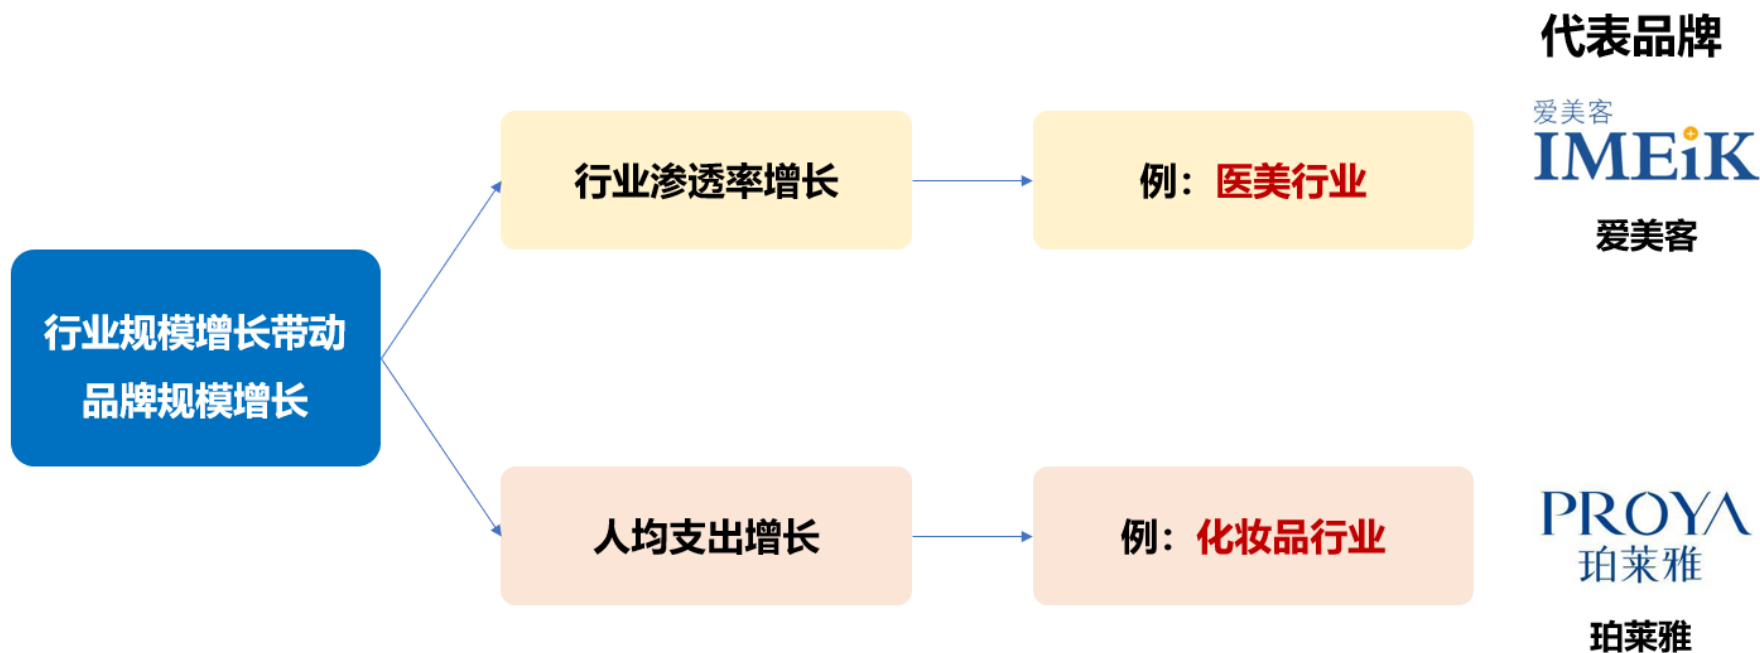 代表品牌
爱美客
IMEiK
行业渗透率增长
例：医美行业
爱美客
行业规模增长带动
品牌规模增长
人均支出增长
例：化妆品行业
PROYA
珀莱雅
珀莱雅